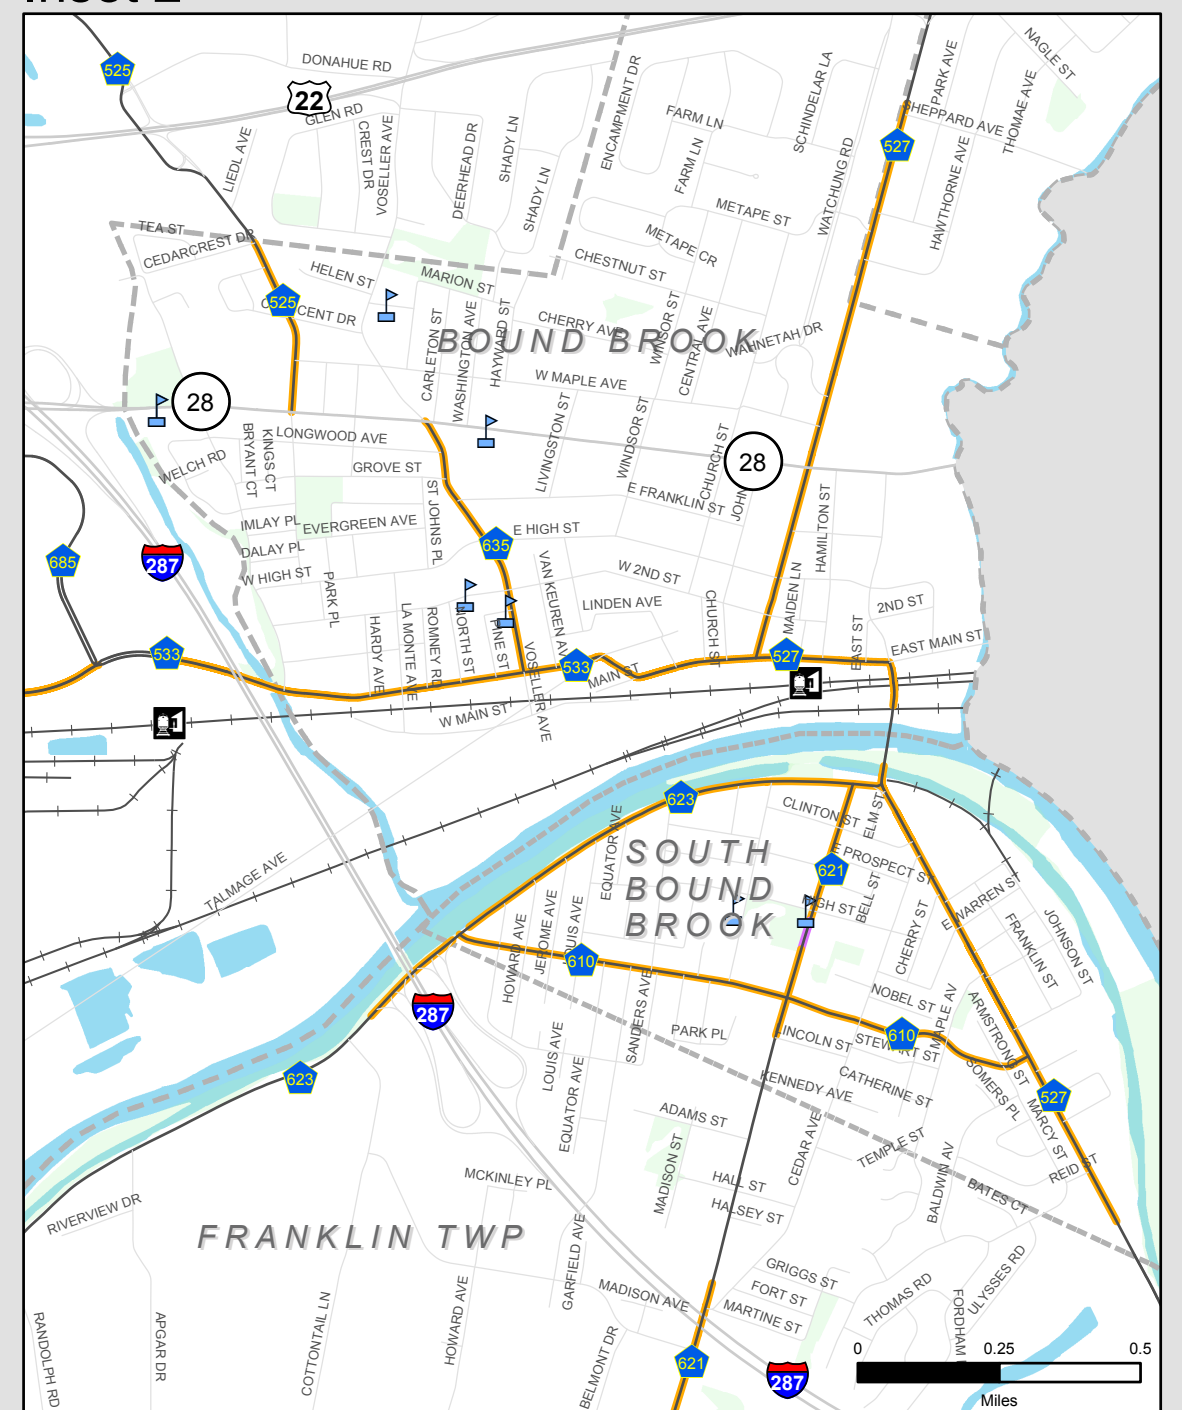 DONAHUE RD
525
22
GLEN RD
CREST DR
VOSELLER AVE
LIEDL AVE
DEERHEAD DR
SHADY LN
SHADY LN
ENCAMPMENT DR
FARM LN
FARM LN
SCHINDELAR LA
WATCHUNG RD
METAPE ST
METAPE CR
527
PARK AVE
SHEPPARD AVE
THOMAE AVE
NAGLE ST
HAWTHORNE AVE
TEA ST
CEDARCREST DR
HELEN ST
525
CENT DR
MARION ST
CHESTNUT ST
CHERRY AVE
BOUND BROOK
WINSOR ST
CENTRAL AVE
WAHNETAH DR
CARLETON ST
WASHINGTON AVE
HAYWARD ST
W MAPLE AVE
28
LONGWOOD AVE
GROVE ST
WELCH RD
BRYANT CT
KINGS CT
LIVINGSTON ST
WINDSOR ST
CHURCH ST
28
JOHN
E FRANKLIN ST
IMLAY PL
EVERGREEN AVE
DALAY PL
W HIGH ST
ST JOHNS PL
635
E HIGH ST
HAMILTON ST
685
287
W 2ND ST
LINDEN AVE
VAN KEUREN AVE
CHURCH ST
MAIDEN LN
2ND ST
EAST ST
EAST MAIN ST
PARK PL
HARDY AVE
LA MONTE AVE
ROMNEY RD
NORTH ST
PINE ST
VOSELLER AVE
533
533
MAIN ST
527
W MAIN ST
623
CLINTON ST
ELM ST
EQUATOR AVE
SOUTH
BOUND
BROOK
621
E PROSPECT ST
HIGH ST
BELL ST
TALMAGE AVE
CHERRY ST
E WARREN ST
FRANKLIN ST
JOHNSON ST
HOWARD AVE
JEROME AVE
LOUIS AVE
610
SANDERS AVE
287
PARK PL
NOBEL ST
MAPLE AV
ARMSTRONG ST
LINCOLN ST
STEWART ST
610
LOUIS AVE
EQUATOR AVE
623
KENNEDY AVE
CATHERINE ST
SOMERS PL
527
MARCY ST
ADAMS ST
MADISON ST
CEDAR AVE
TEMPLE ST
REID ST
BALDWIN AV
BATES CT
MCKINLEY PL
HALL ST
HALSEY ST
RIVERVIEW DR
FRANKLIN TWP
GARFIELD AVE
GRIGGS ST
FORT ST
MARTINE ST
MADISON AVE
THOMAS RD
ULYSSES RD
FORDHAM
RANDOLPH RD
APGAR DR
COTTONTAIL LN
HOWARD AVE
BELMONT DR
621
287
0 0.25 0.5
Miles